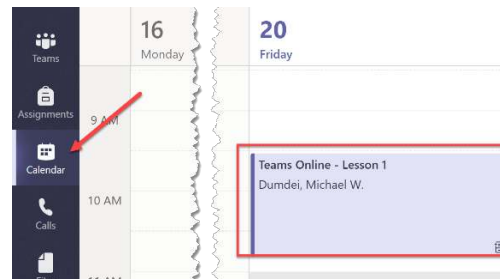 Teams
Assignments
Calendar
Calls
16
Monday
20
Friday
9 AM
10 AM
Teams Online - Lesson 1
Dumdei, Michael W.